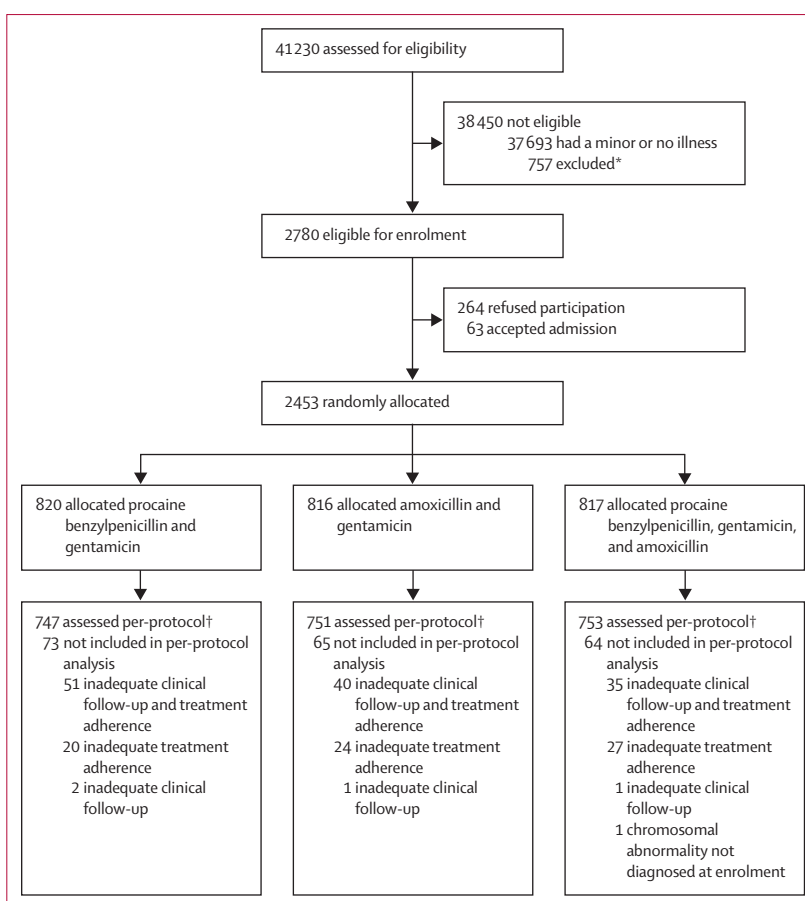 41 230 assessed for eligibility
38 450 not eligible
37 693 had a minor or no illness
757 excluded*
2780 eligible for enrolment
264 refused participation
63 accepted admission
2453 randomly allocated
820 allocated procaine
benzylpenicillin and
gentamicin
816 allocated amoxicillin and
gentamicin
817 allocated procaine
benzylpenicillin, gentamicin,
and amoxicillin
747 assessed per-protocol†
73 not included in per-protocol
analysis
51 inadequate clinical
follow-up and treatment
adherence
20 inadequate treatment
adherence
2 inadequate clinical
follow-up
751 assessed per-protocol†
65 not included in per-protocol
analysis
40 inadequate clinical
follow-up and treatment
adherence
24 inadequate treatment
adherence
1 inadequate clinical
follow-up
753 assessed per-protocol†
64 not included in per-protocol
analysis
35 inadequate clinical
follow-up and treatment
adherence
27 inadequate treatment
adherence
1 inadequate clinical
follow-up
1 chromosomal
abnormality not
diagnosed at enrolment